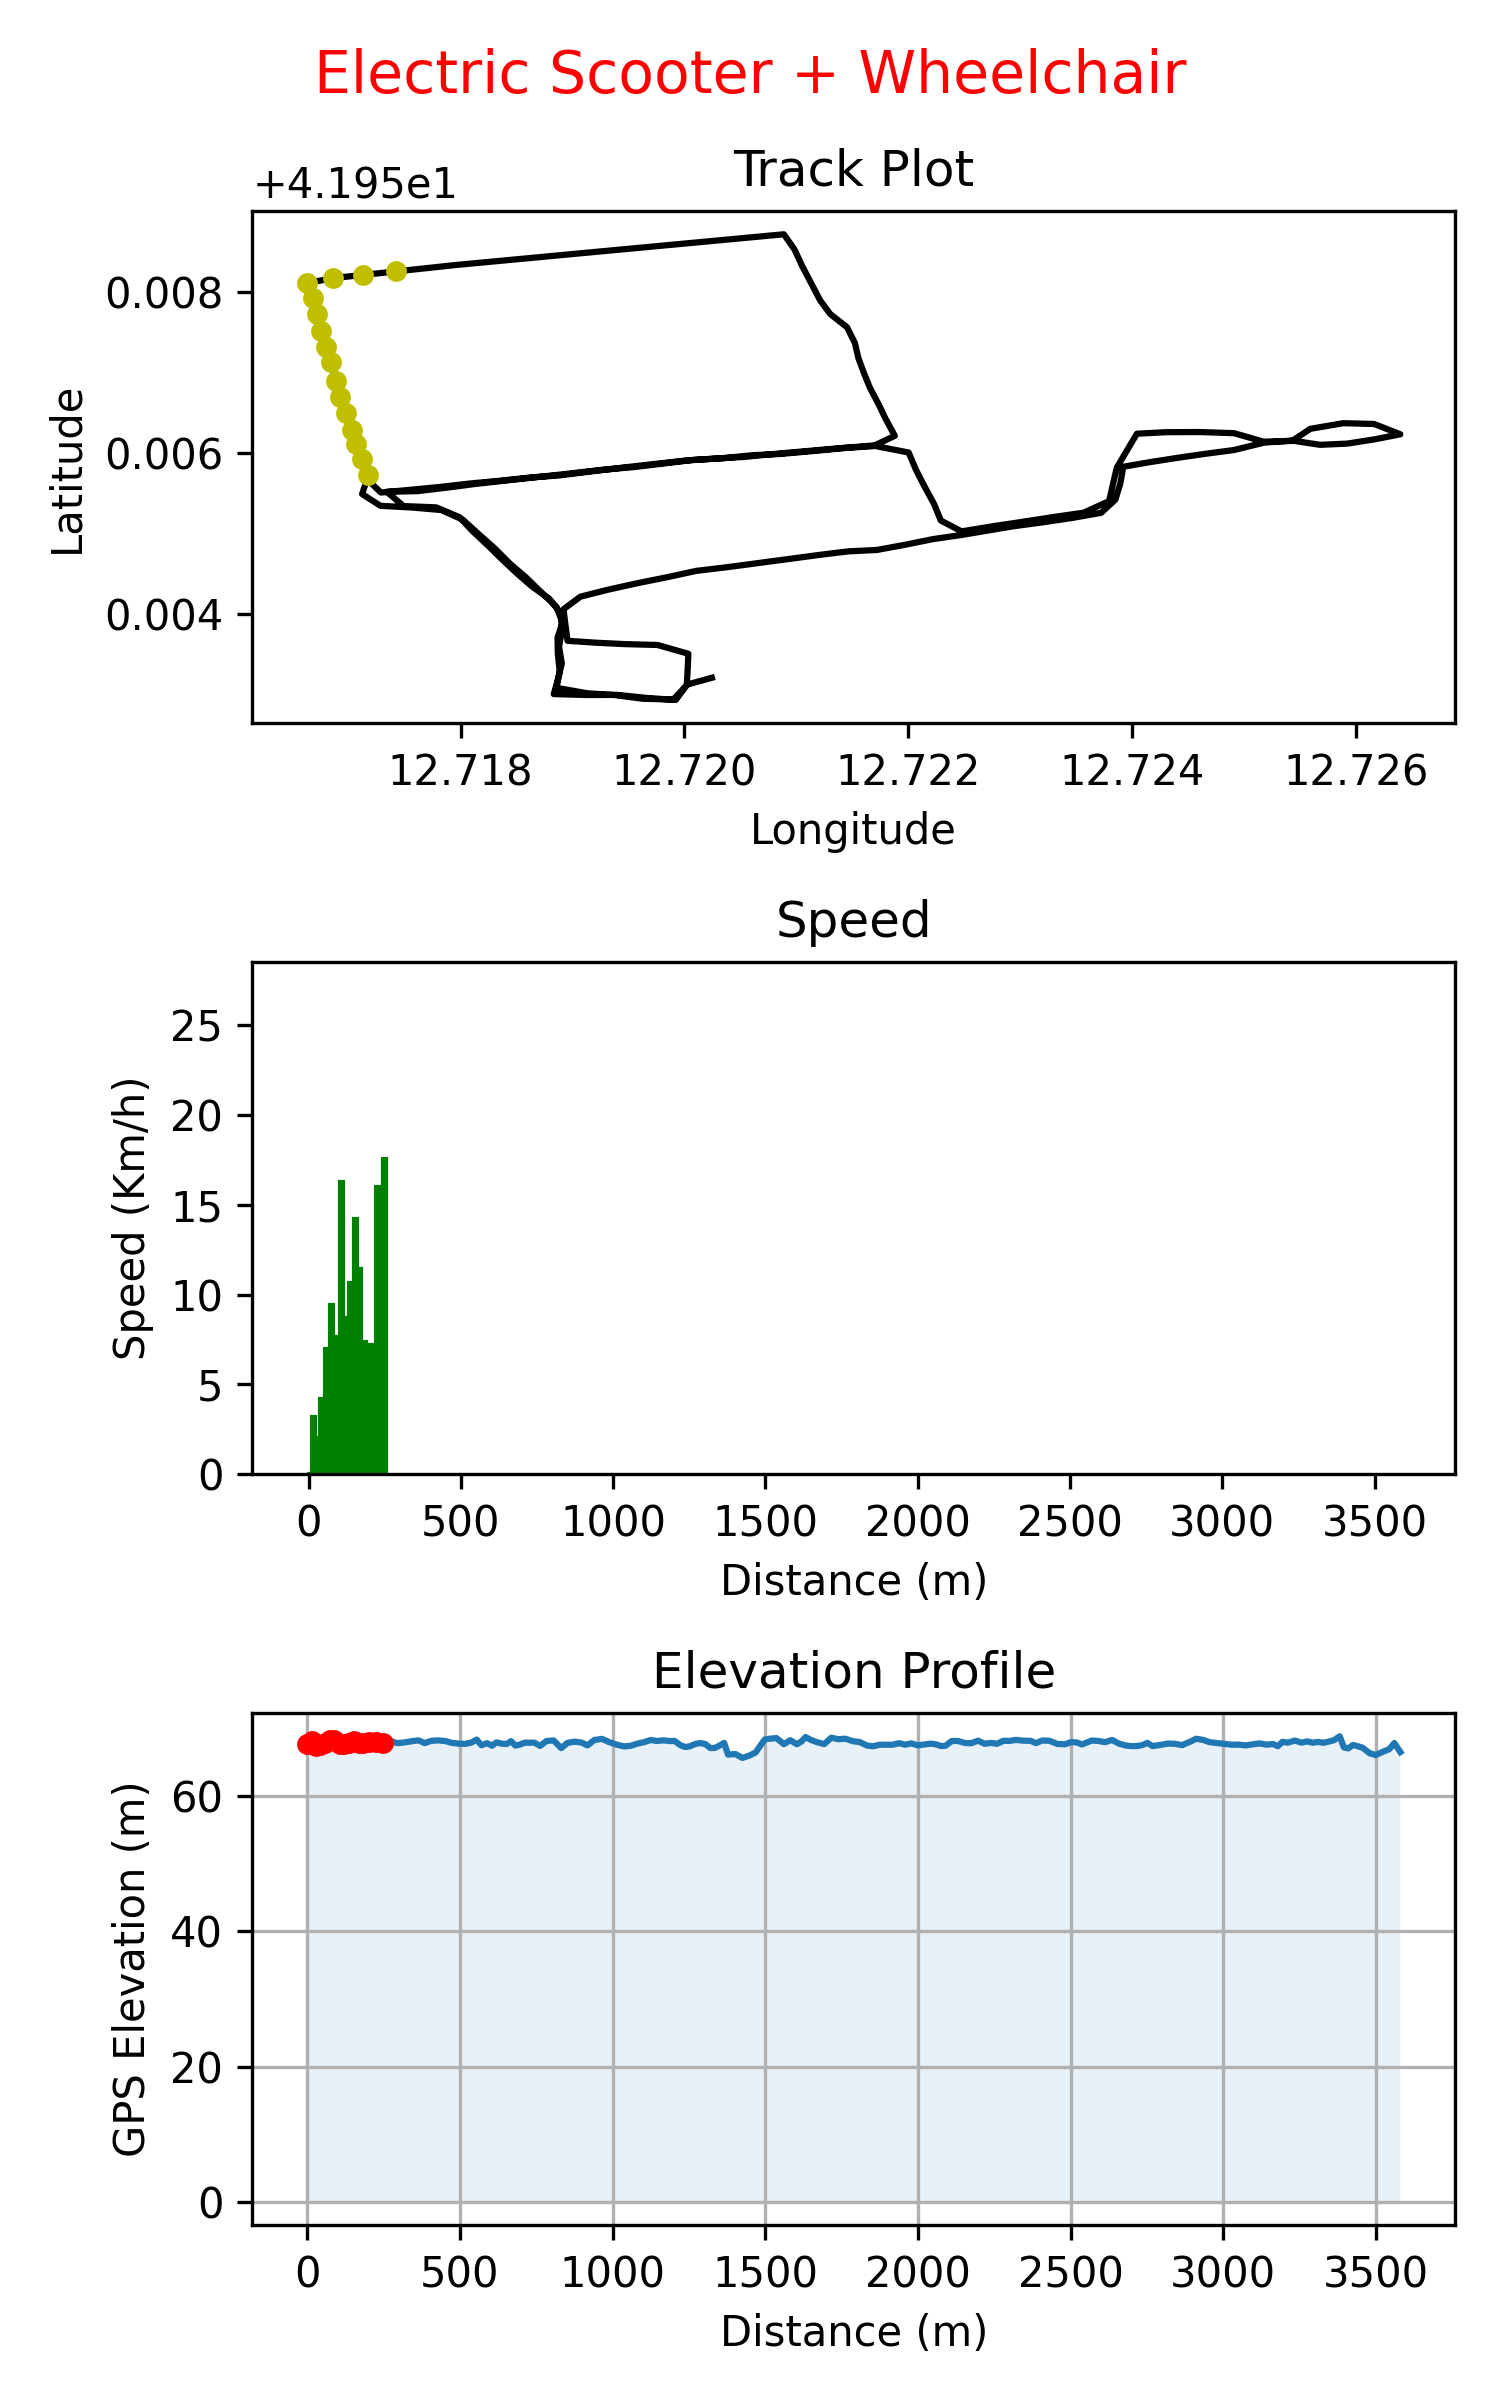 Electric Scooter + Wheelchair
Track Plot
+4.195e1
0.008
0.006
0.004
Latitude
12.718 12.720 12.722 12.724 12.726
Longitude
Speed
25
20
15
10
5
0
Speed (Km/h)
0 500 1000 1500 2000 2500 3000 3500
Distance (m)
Elevation Profile
60
40
20
0
GPS Elevation (m)
0 500 1000 1500 2000 2500 3000 3500
Distance (m)